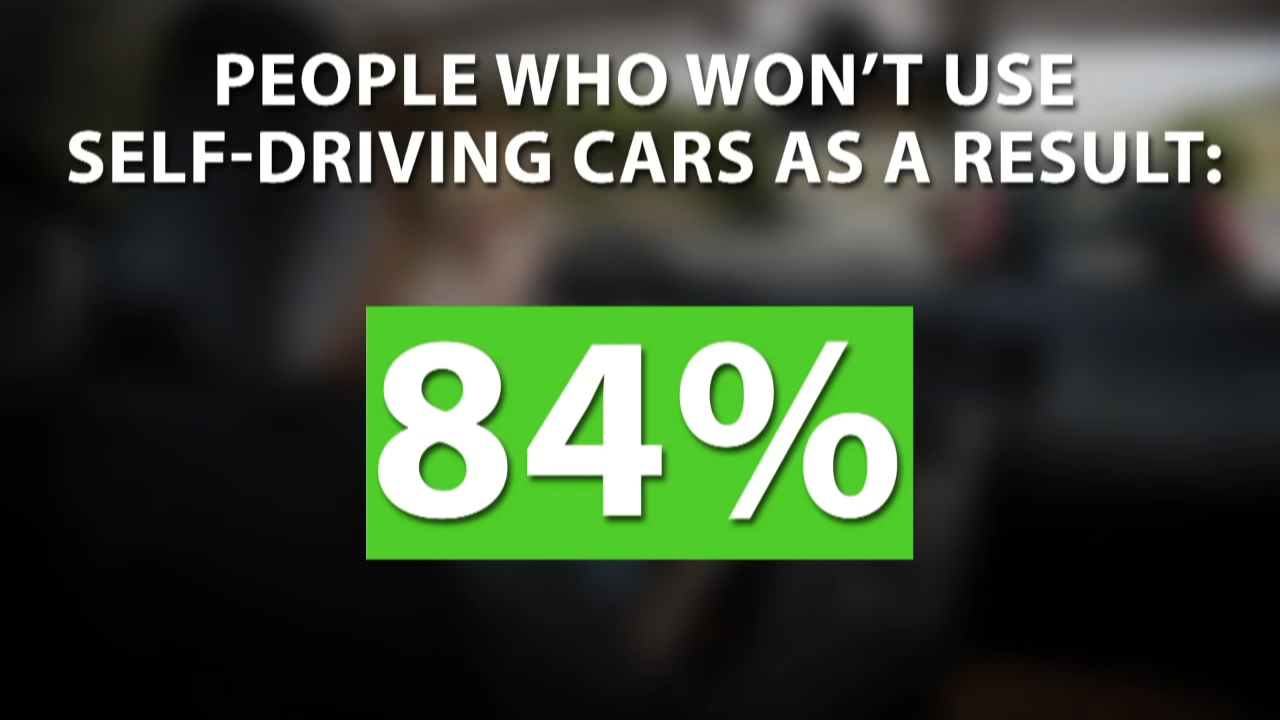 PEOPLE WHO WON’T USE
SELF-DRIVING CARS AS A RESULT:
84%